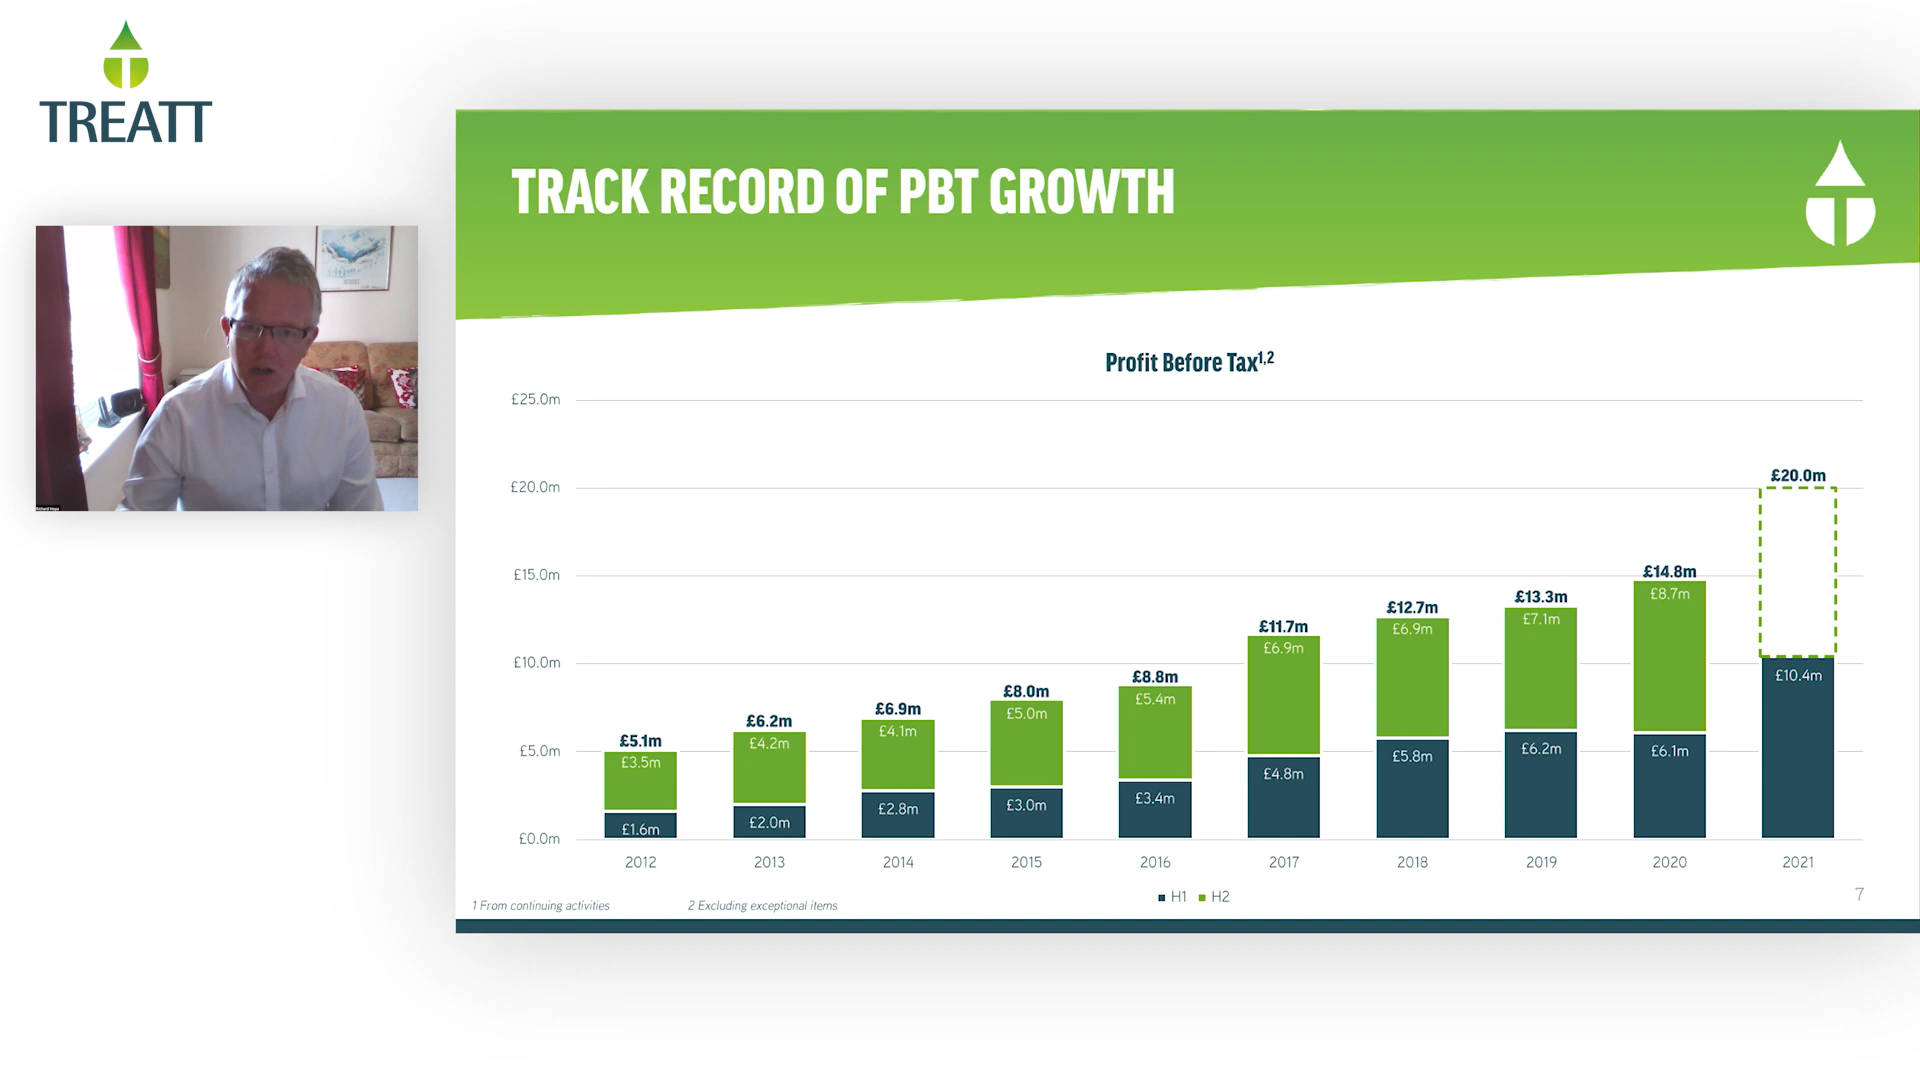 TREATT
Richard Hope
TRACK RECORD OF PBT GROWTH
Profit Before Tax1,2
£25.0m
£20.0m
£15.0m
£10.0m
£5.0m
£0.0m
£5.1m
£3.5m
£1.6m
£6.2m
£4.2m
£2.0m
£6.9m
£4.1m
£2.8m
£8.0m
£5.0m
£3.0m
£8.8m
£5.4m
£3.4m
£11.7m
£6.9m
£4.8m
£12.7m
£6.9m
£5.8m
£13.3m
£7.1m
£6.2m
£14.8m
£8.7m
£6.1m
£20.0m
£10.4m
2012 2013 2014 2015 2016 2017 2018 2019 2020 2021
H1 H2
1 From continuing activities 2 Excluding exceptional items
7